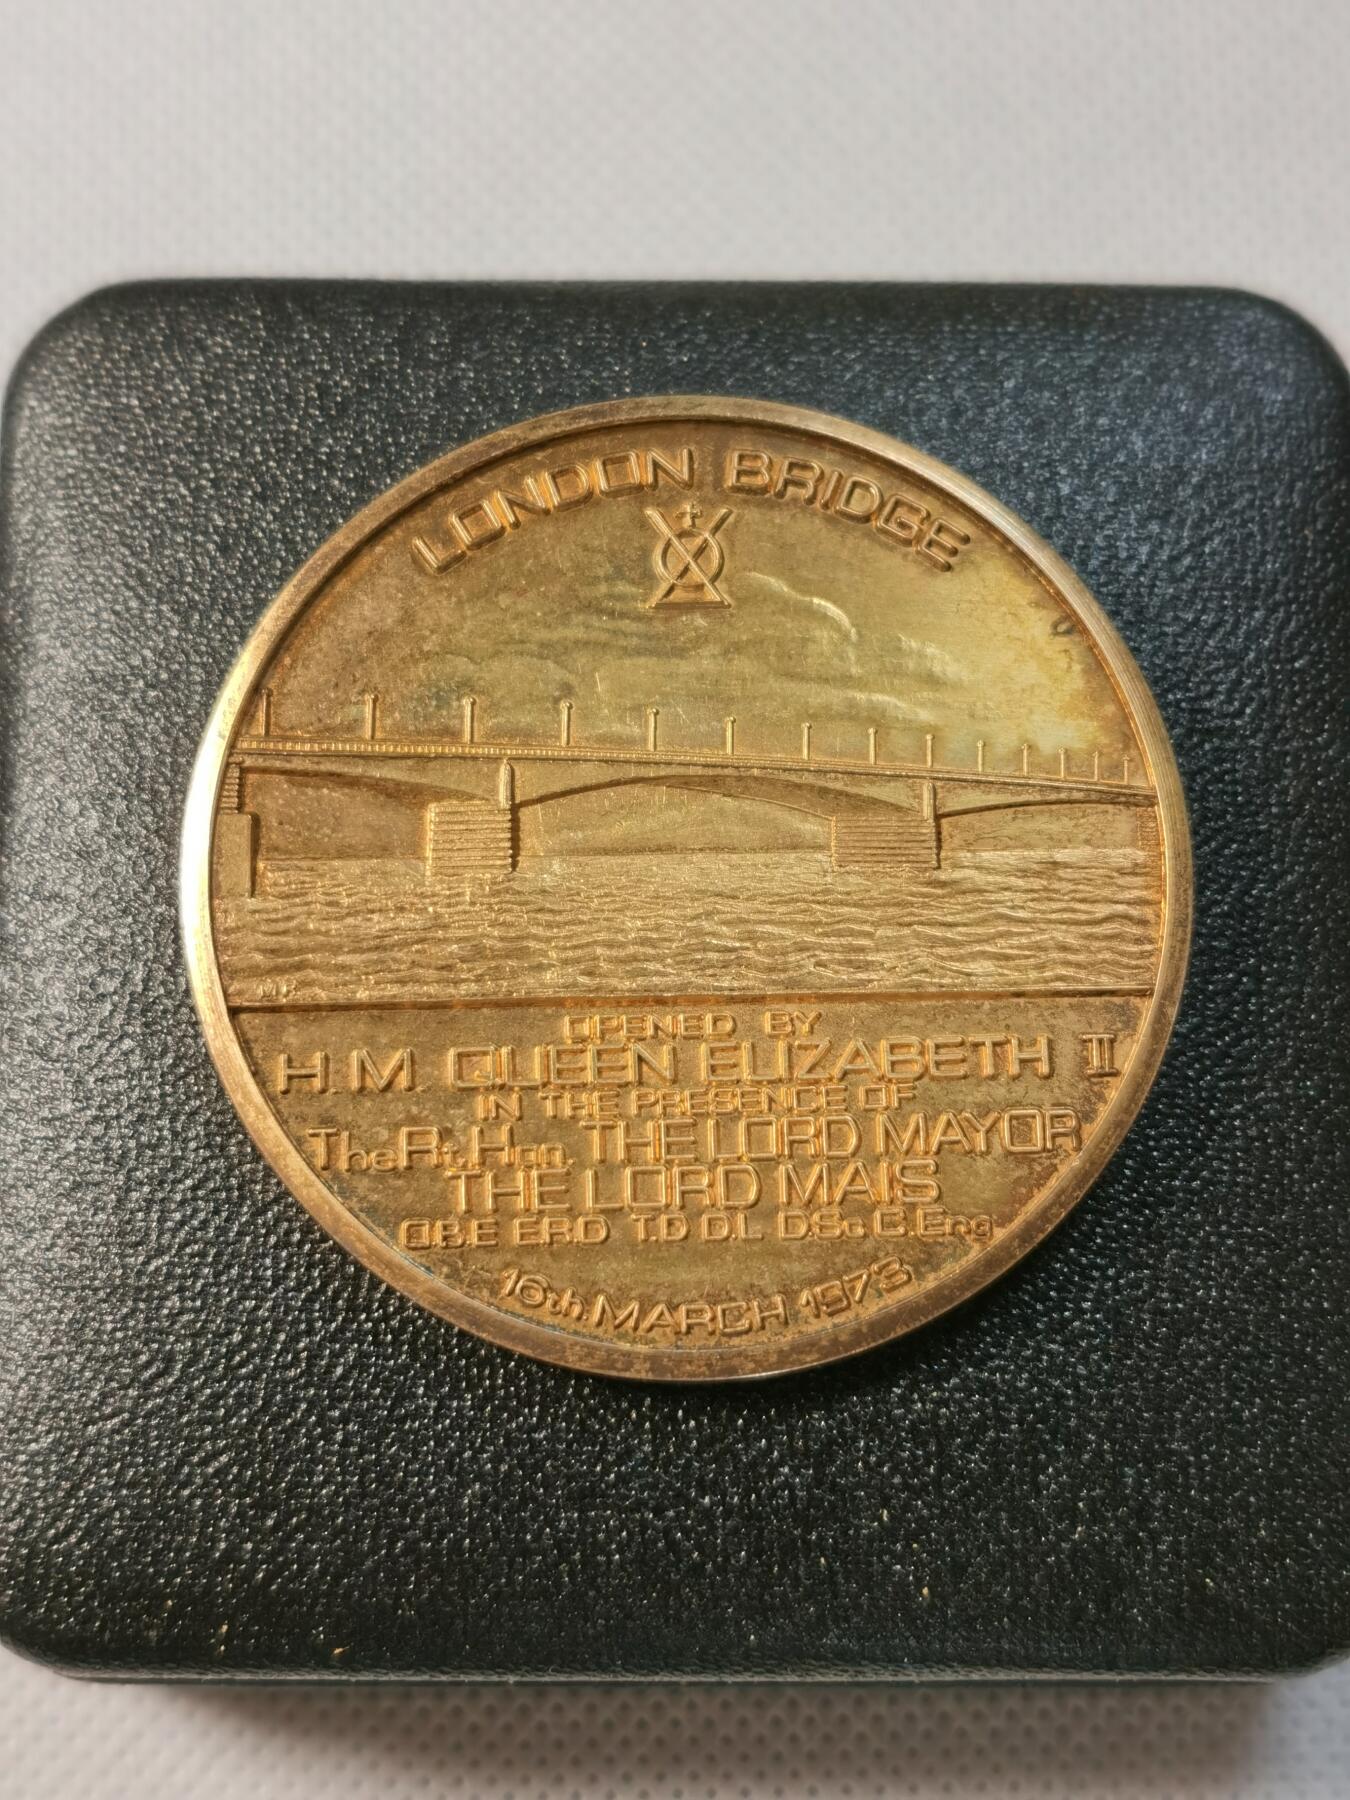 LONDON BRIDGE
MR
OPENED BY
H.M. QUEEN ELIZABETH II
IN THE PRESENCE OF
The Rt. Hon. THE LORD MAYOR
THE LORD MAIS
O.B.E E.R.D T.D D.L D.Sc C.Eng
16th. MARCH 1973